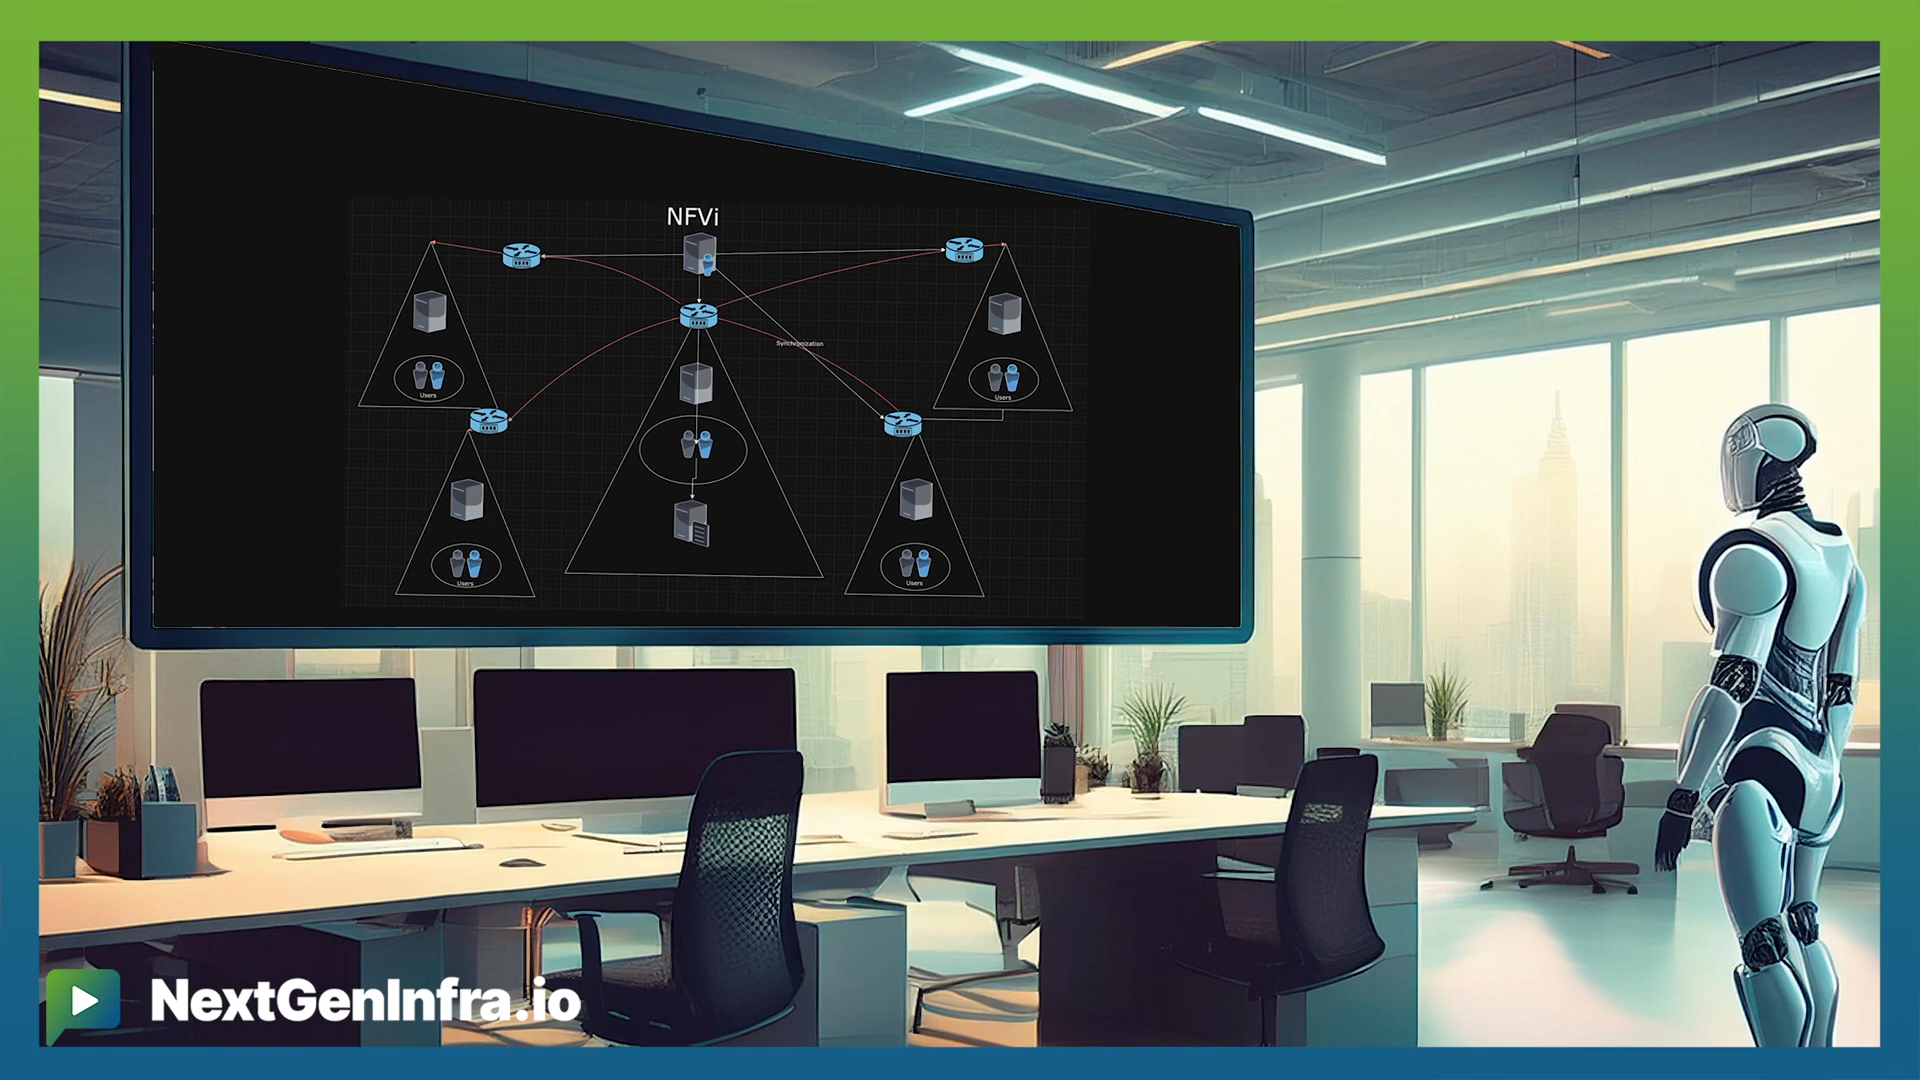 NFVi
Synchronization
Users
Users
Users
Users
NextGenInfra.io